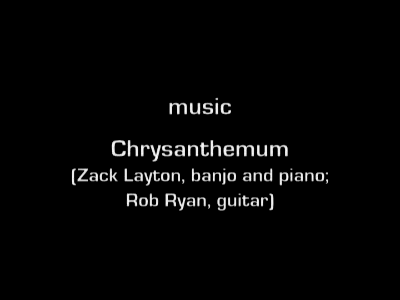 music
Chrysanthemum
(Zack Layton, banjo and piano;
Rob Ryan, guitar)